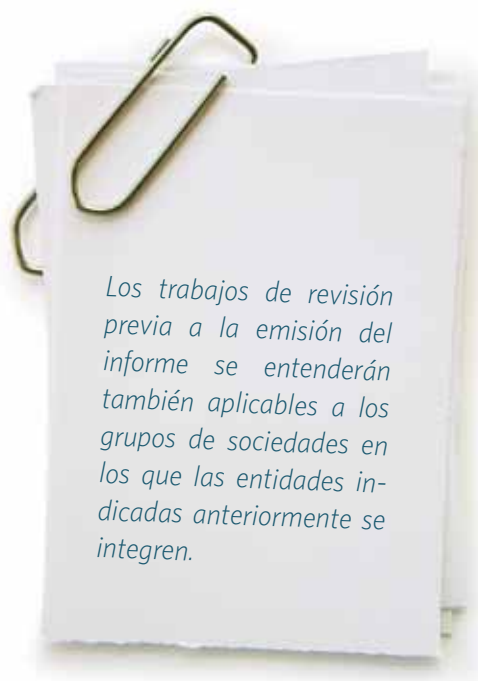 Los trabajos de revisión
previa a la emisión del
informe se entenderán
también aplicables a los
grupos de sociedades en
los que las entidades in-
dicadas anteriormente se
integren.